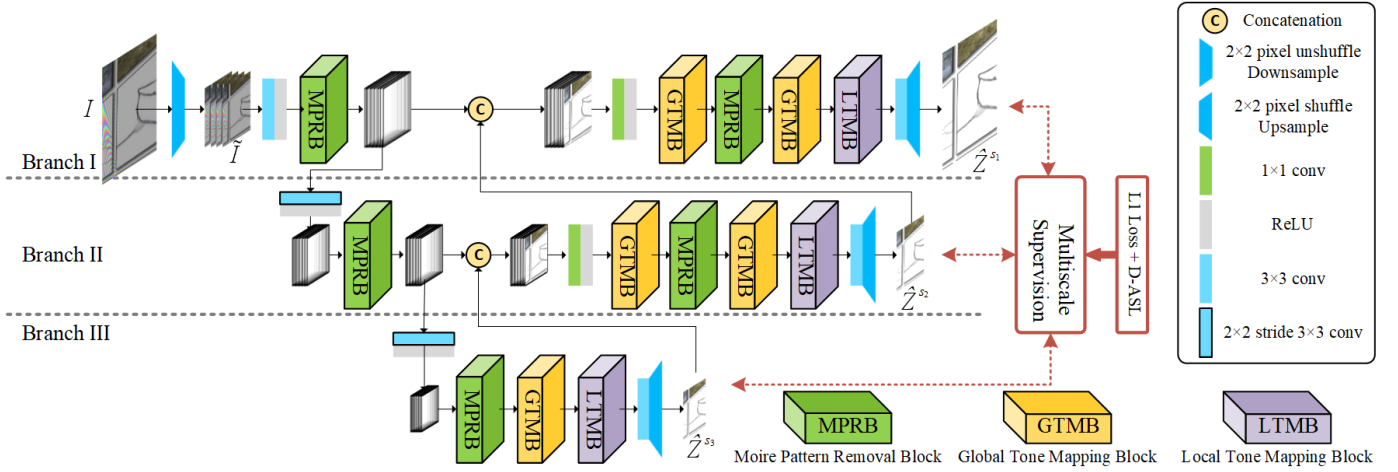 I
Ĩ
MPRB
C
GTMB
MPRB
GTMB
LTMB
Ẑ^{s_1}
Branch I
MPRB
C
GTMB
MPRB
GTMB
LTMB
Ẑ^{s_2}
Branch II
Branch III
MPRB
GTMB
LTMB
Ẑ^{s_3}
Multiscale
Supervision
L1 Loss + D-ASL
C
Concatenation
2×2 pixel unshuffle
Downsample
2×2 pixel shuffle
Upsample
1×1 conv
ReLU
3×3 conv
2×2 stride 3×3 conv
MPRB
Moire Pattern Removal Block
GTMB
Global Tone Mapping Block
LTMB
Local Tone Mapping Block